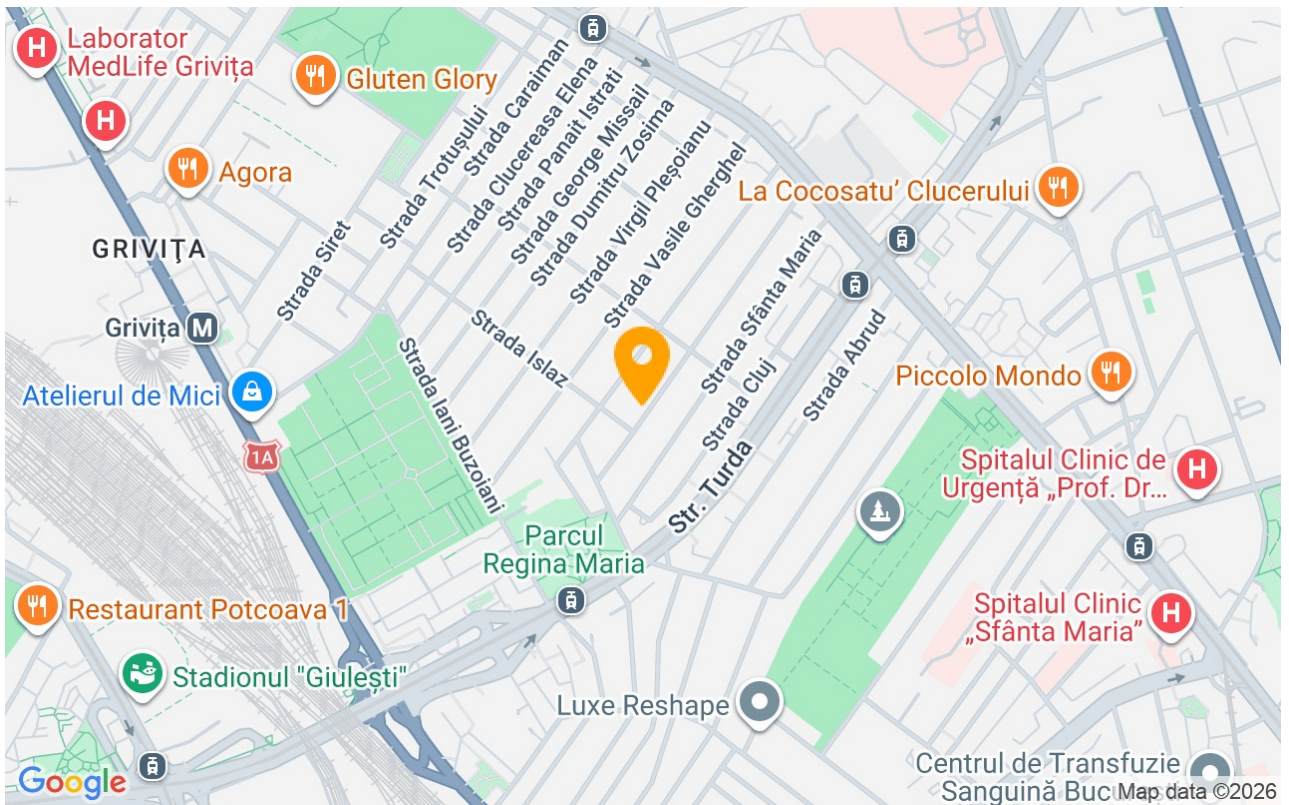 Laborator
MedLife Grivița
Gluten Glory
Agora
GRIVIŢA
Grivița M
Atelierul de Mici
1A
Strada Siret
Strada Trotușului
Strada Caraiman
Strada Clucereasa Elena
Strada Panait Istrati
Strada George Missail
Strada Dumitru Zosima
Strada Virgil Pleșoianu
Strada Vasile Gherghel
Strada Islaz
Strada Iani Buzoiani
Strada Sfânta Maria
Strada Cluj
Strada Abrud
Str. Turda
La Cocosatu’ Clucerului
Piccolo Mondo
Spitalul Clinic de
Urgență „Prof. Dr...
Parcul
Regina Maria
Spitalul Clinic
„Sfânta Maria”
Restaurant Potcoava 1
Stadionul "Giulești"
Luxe Reshape
Centrul de Transfuzie
Sanguină Buc
Google
Map data ©2026
H
H
H
H